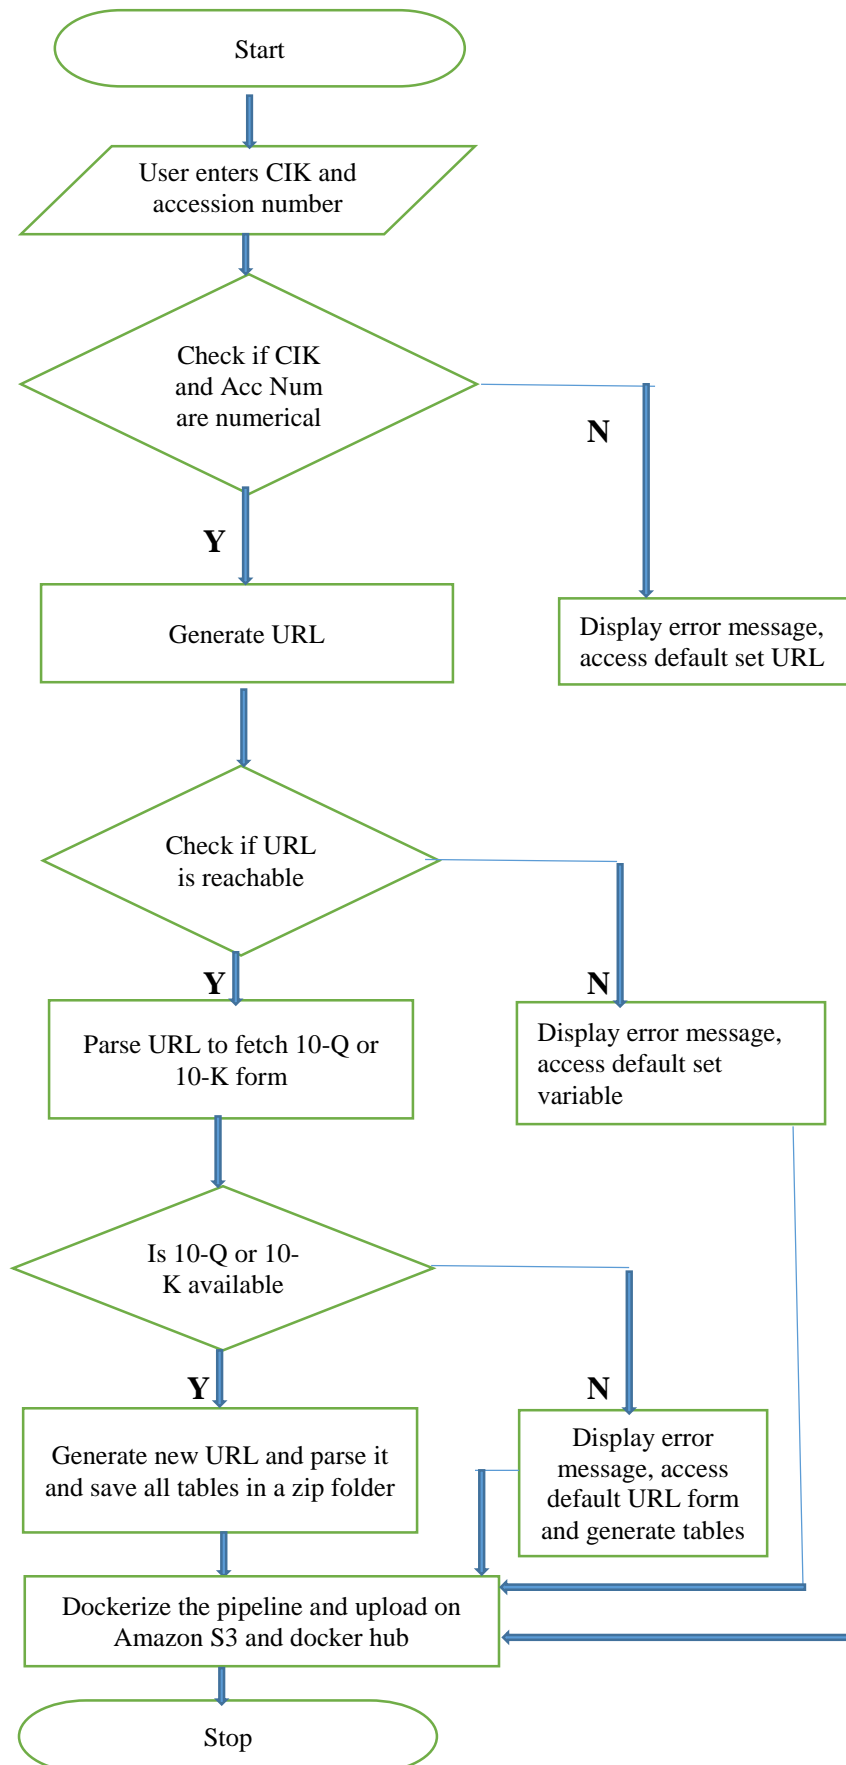 Start
User enters CIK and
accession number
Check if CIK
and Acc Num
are numerical
N
Y
Generate URL
Display error message,
access default set URL
Check if URL
is reachable
Y
N
Parse URL to fetch 10-Q or
10-K form
Display error message,
access default set
variable
Is 10-Q or 10-
K available
Y
N
Generate new URL and parse it
and save all tables in a zip folder
Display error
message, access
default URL form
and generate tables
Dockerize the pipeline and upload on
Amazon S3 and docker hub
Stop